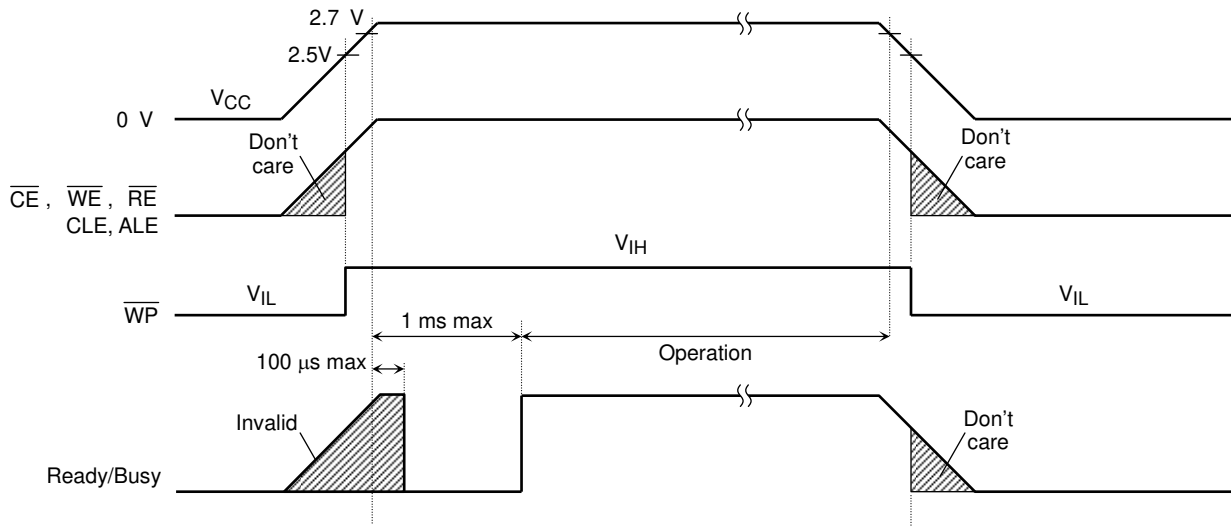 2.7 V
2.5V
VCC
0 V
Don't
care
Don't
care
CE , WE , RE
CLE, ALE
VIH
VIL
VIL
WP
1 ms max
Operation
100 μs max
Invalid
Don't
care
Ready/Busy